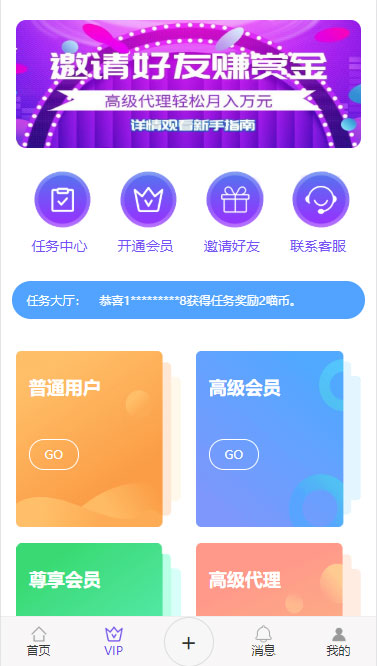 邀请好友赚赏金
高级代理轻松月入万元
详情观看新手指南
任务中心
开通会员
邀请好友
联系客服
任务大厅： 恭喜1*********8获得任务奖励2喵币。
普通用户
高级会员
GO
GO
尊享会员
高级代理
首页
VIP
+
消息
我的